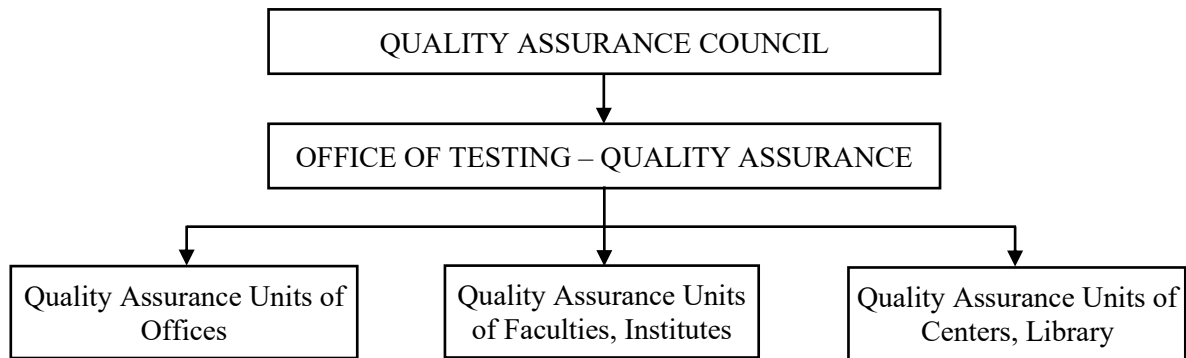 QUALITY ASSURANCE COUNCIL
OFFICE OF TESTING – QUALITY ASSURANCE
Quality Assurance Units of
Offices
Quality Assurance Units
of Faculties, Institutes
Quality Assurance Units of
Centers, Library